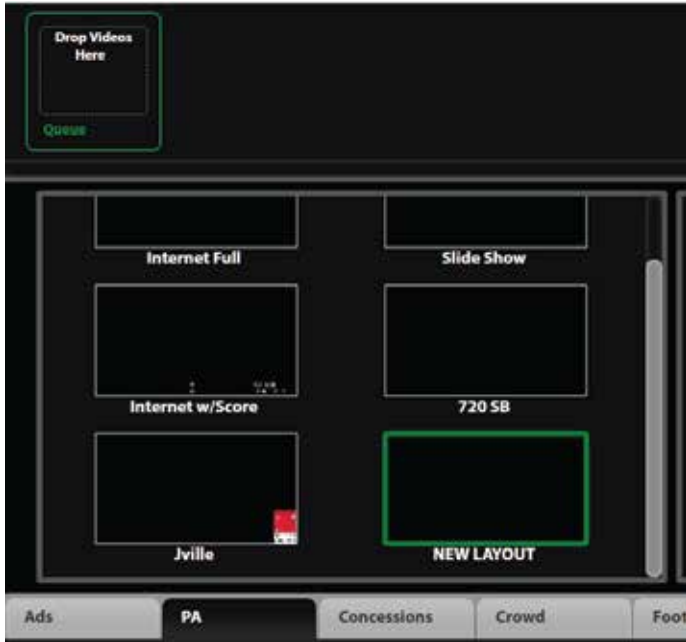 Drop Videos
Here
Queue
Internet Full
Slide Show
Internet w/Score
720 SB
Jville
NEW LAYOUT
Ads
PA
Concessions
Crowd
Foot